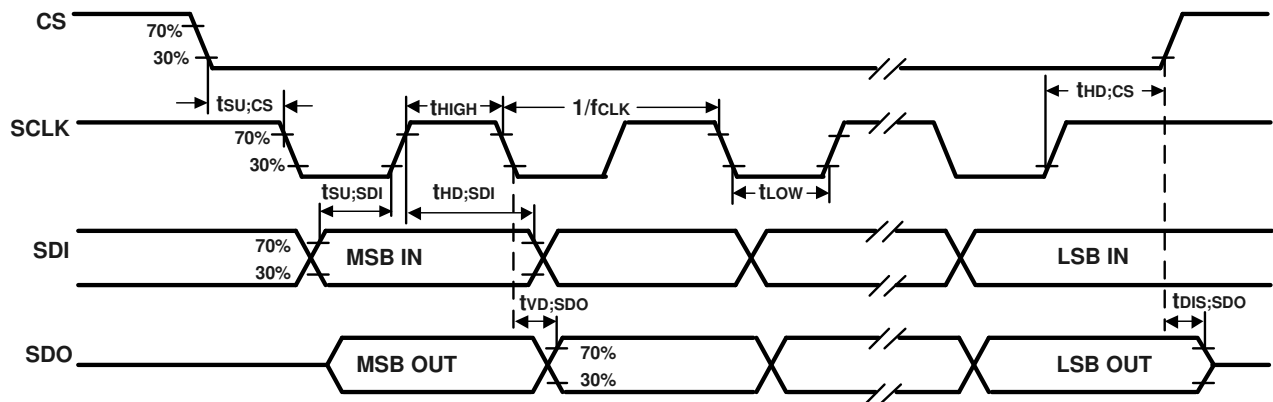 CS
70%
30%
tSU;CS
tHIGH
1/fCLK
tHD;CS
SCLK
70%
30%
tSU;SDI
tHD;SDI
tLOW
SDI
70%
30%
MSB IN
LSB IN
tVD;SDO
tDIS;SDO
SDO
MSB OUT
70%
30%
LSB OUT